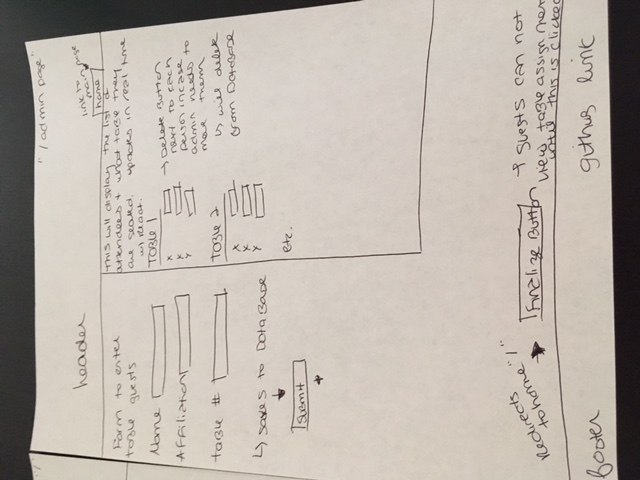 "/admin page"
header
link to
main page
home
Form to enter
table guests
Name
Affiliation
table #
↳ saves to DataBase
Submit
*
This will display the list of
attendees + what table they
are seated. updates in real time
w/ React.
TABLE 1
x
x
Y
→ Delete Button
next to each
person incase
admin needs to
move them
↳ will delete
from DataBase
TABLE 2
x
x
Y
etc.
Redirects
to home "/"
Finalize Button
* guests can not
view table assignment
until this is clicked
footer
github link